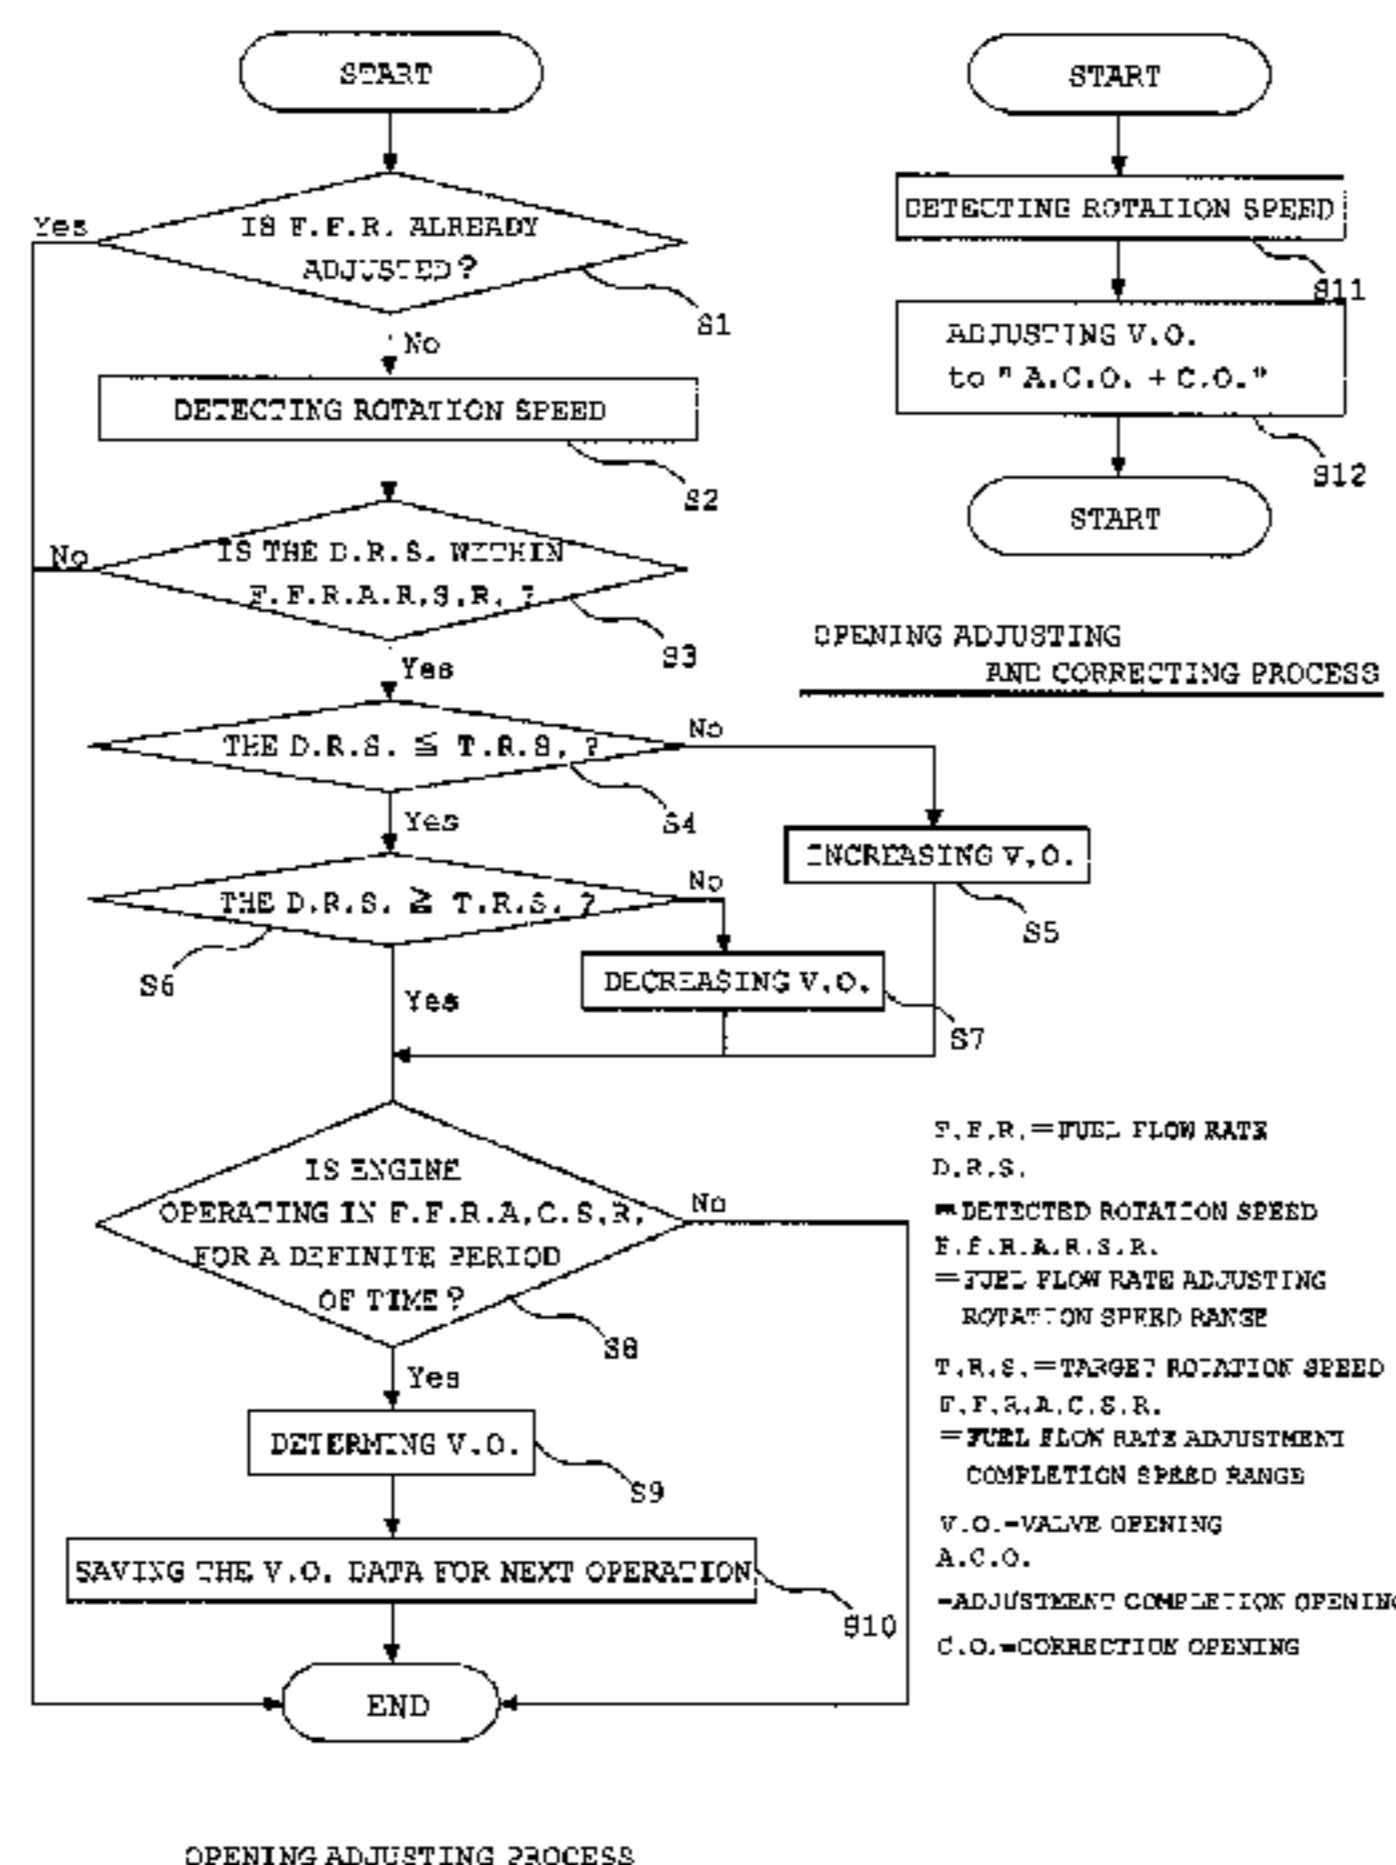 START
IS F.F.R. ALREADY
ADJUSTED?
Yes
S1
No
DETECTING ROTATION SPEED
S2
IS THE D.R.S. WITHIN
F.F.R.A.R.S.R. ?
No
S3
Yes
THE D.R.S. ≦ T.R.S. ?
No
S4
Yes
INCREASING V.O.
S5
THE D.R.S. ≧ T.R.S. ?
No
S6
DECREASING V.O.
S7
Yes
IS ENGINE
OPERATING IN F.F.R.A.C.S.R.
FOR A DEFINITE PERIOD
OF TIME?
No
S8
Yes
DETERMING V.O.
S9
SAVING THE V.O. DATA FOR NEXT OPERATION
S10
END
OPENING ADJUSTING PROCESS
START
DETECTING ROTATION SPEED
S11
ADJUSTING V.O.
to " A.C.O. + C.O."
S12
START
OPENING ADJUSTING
AND CORRECTING PROCESS
F.F.R.=FUEL FLOW RATE
D.R.S.
=DETECTED ROTATION SPEED
F.F.R.A.R.S.R.
=FUEL FLOW RATE ADJUSTING
ROTATION SPEED RANGE
T.R.S.=TARGET ROTATION SPEED
F.F.R.A.C.S.R.
=FUEL FLOW RATE ADJUSTMENT
COMPLETION SPEED RANGE
V.O.=VALVE OPENING
A.C.O.
=ADJUSTMENT COMPLETION OPENING
C.O.=CORRECTION OPENING